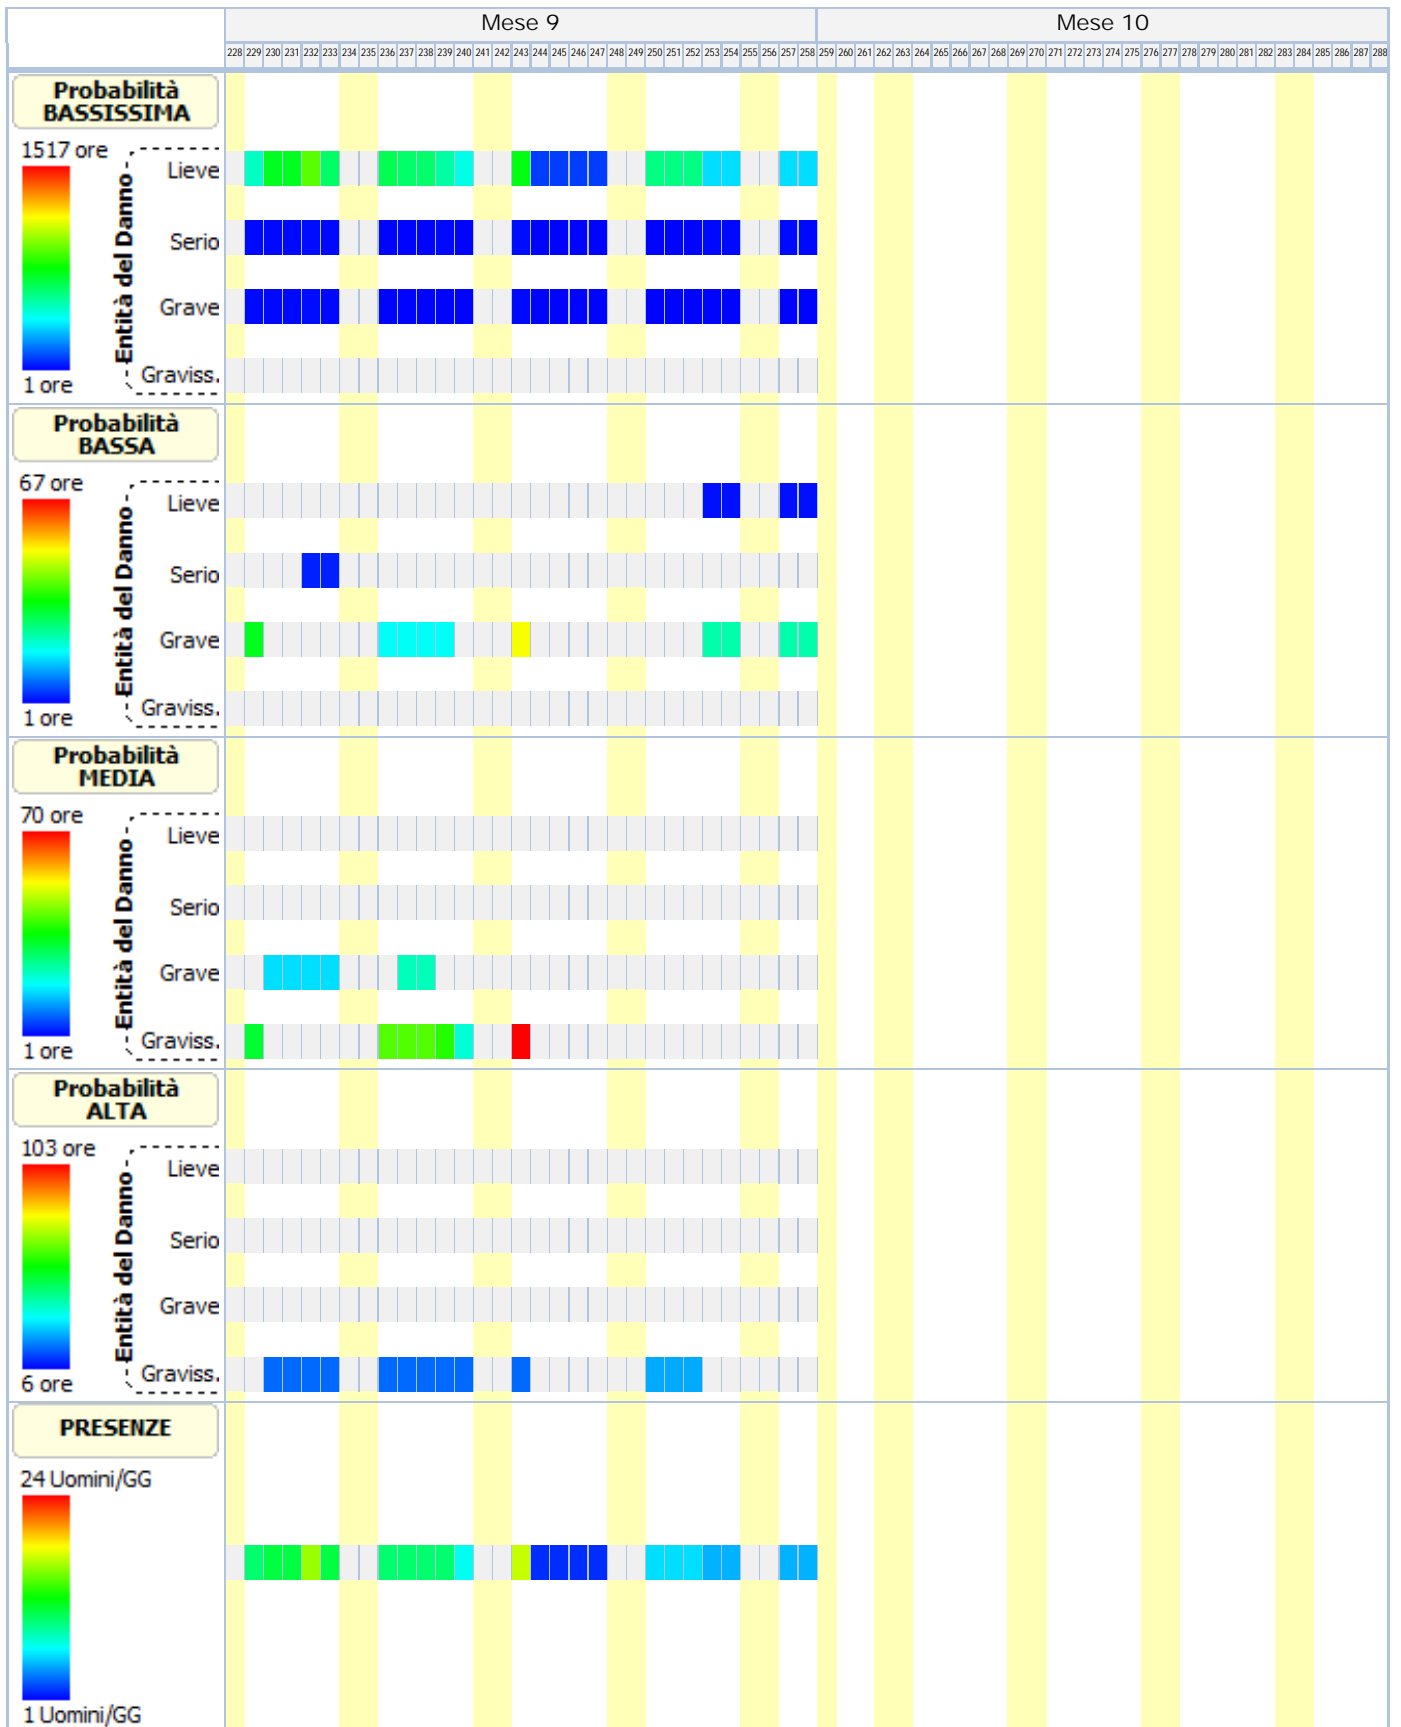 Mese 9 Mese 10
228 229 230 231 232 233 234 235 236 237 238 239 240 241 242 243 244 245 246 247 248 249 250 251 252 253 254 255 256 257 258 259 260 261 262 263 264 265 266 267 268 269 270 271 272 273 274 275 276 277 278 279 280 281 282 283 284 285 286 287 288
Probabilità
BASSISSIMA
1517 ore
Entità del Danno
Lieve
Serio
Grave
Graviss.
1 ore
Probabilità
BASSA
67 ore
Entità del Danno
Lieve
Serio
Grave
Graviss.
1 ore
Probabilità
MEDIA
70 ore
Entità del Danno
Lieve
Serio
Grave
Graviss.
1 ore
Probabilità
ALTA
103 ore
Entità del Danno
Lieve
Serio
Grave
Graviss.
6 ore
PRESENZE
24 Uomini/GG
1 Uomini/GG